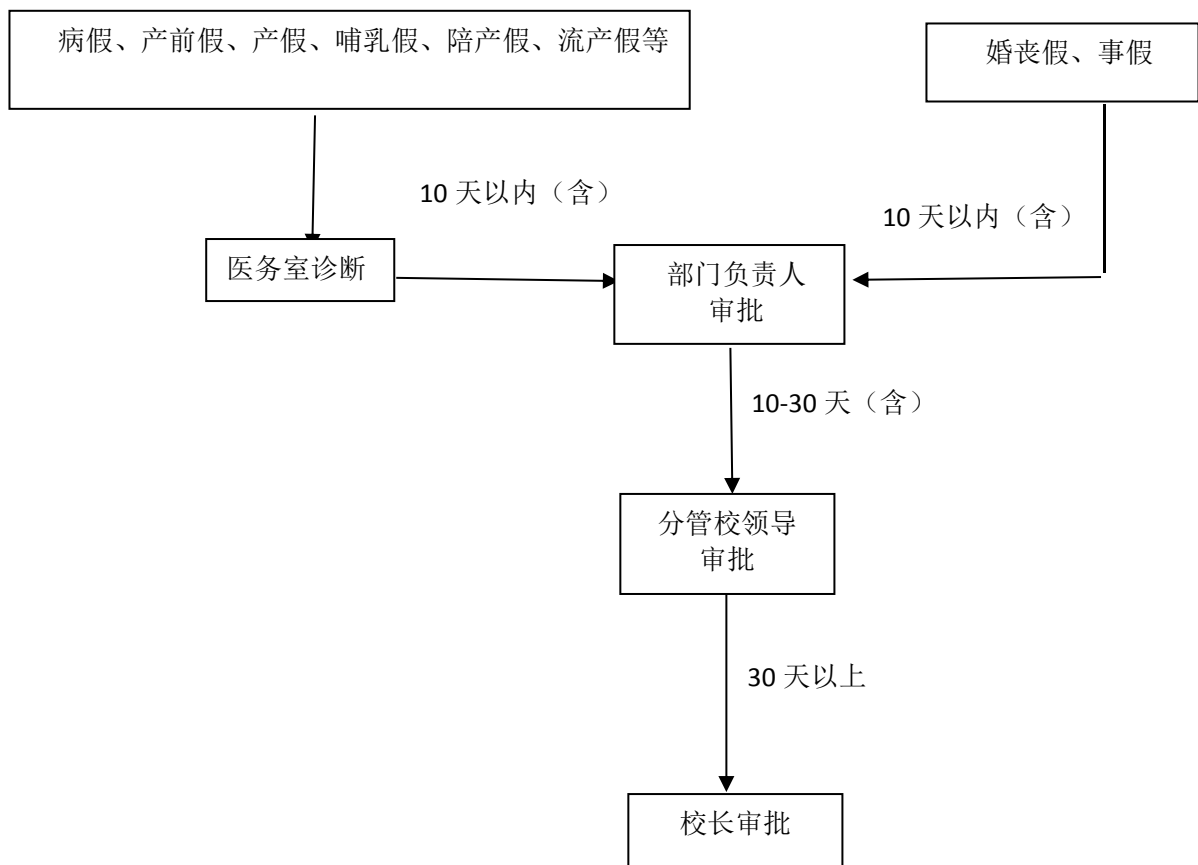 病假、产前假、产假、哺乳假、陪产假、流产假等
婚丧假、事假
10 天以内（含）
10 天以内（含）
医务室诊断
部门负责人
审批
10-30 天（含）
分管校领导
审批
30 天以上
校长审批